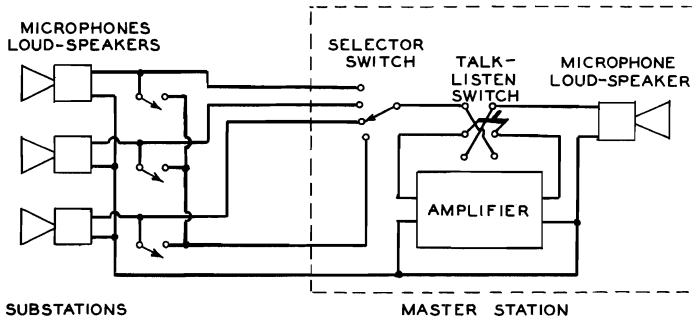 MICROPHONES
LOUD-SPEAKERS
SELECTOR
SWITCH
TALK-
LISTEN
SWITCH
MICROPHONE
LOUD-SPEAKER
AMPLIFIER
SUBSTATIONS
MASTER STATION